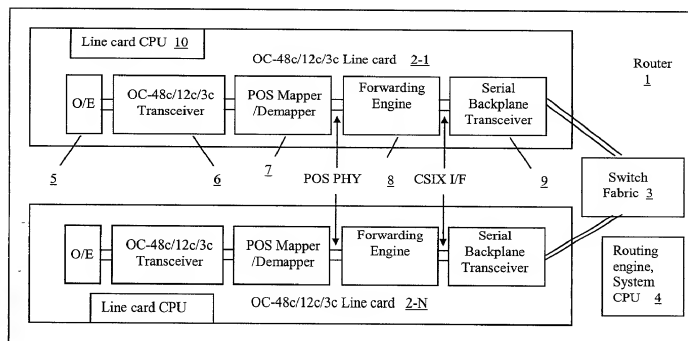 Line card CPU 10
OC-48c/12c/3c Line card 2-1
Router
1
O/E
OC-48c/12c/3c
Transceiver
POS Mapper
/Demapper
Forwarding
Engine
Serial
Backplane
Transceiver
5
6
7
POS PHY
8
CSIX I/F
9
Switch
Fabric 3
O/E
OC-48c/12c/3c
Transceiver
POS Mapper
/Demapper
Forwarding
Engine
Serial
Backplane
Transceiver
Line card CPU
OC-48c/12c/3c Line card 2-N
Routing
engine,
System
CPU 4